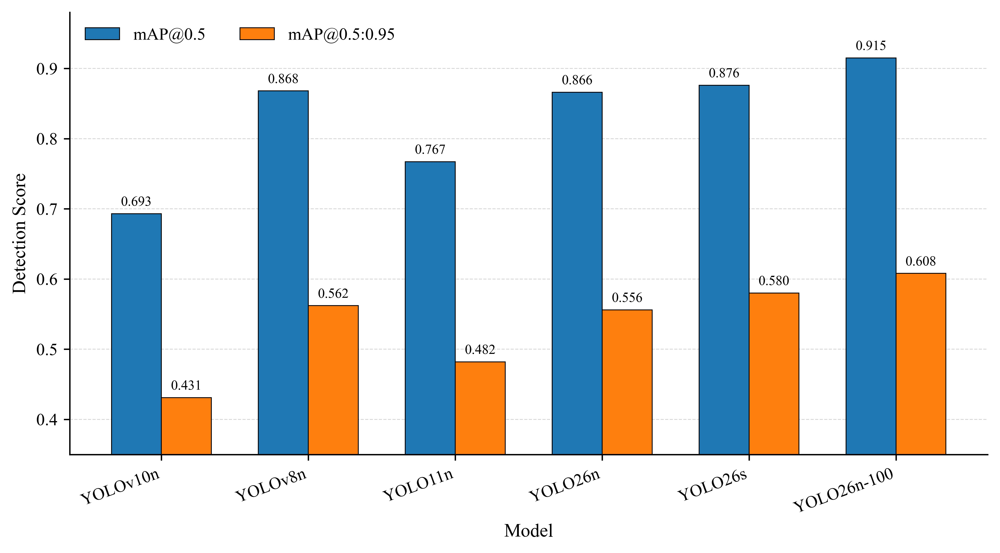 mAP@0.5 mAP@0.5:0.95
Detection Score
0.9
0.8
0.7
0.6
0.5
0.4
0.693
0.431
0.868
0.562
0.767
0.482
0.866
0.556
0.876
0.580
0.915
0.608
YOLOv10n
YOLOv8n
YOLO11n
YOLO26n
YOLO26s
YOLO26n-100
Model